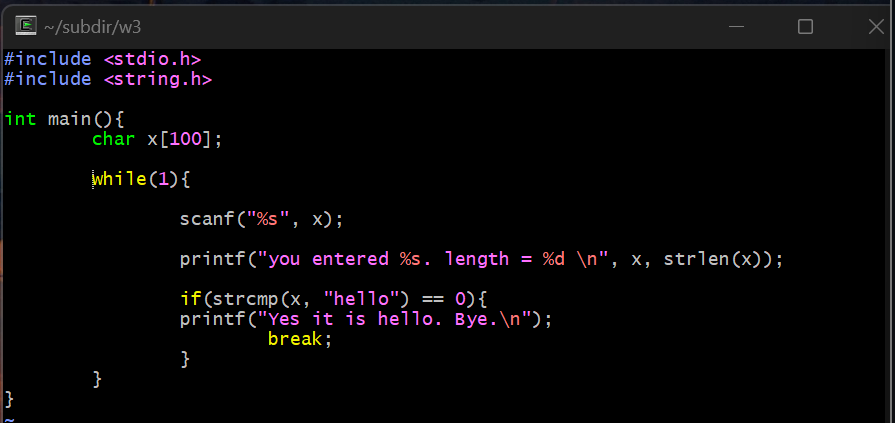 ~/subdir/w3
#include <stdio.h>
#include <string.h>
int main(){
char x[100];
while(1){
scanf("%s", x);
printf("you entered %s. length = %d \n", x, strlen(x));
if(strcmp(x, "hello") == 0){
printf("Yes it is hello. Bye.\n");
break;
}
}
}
~